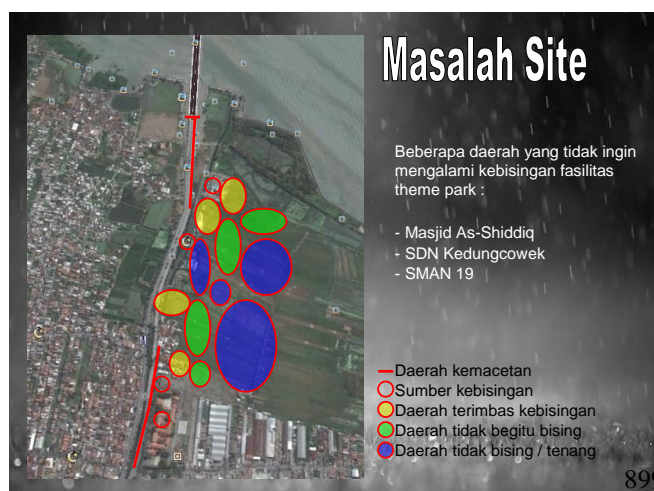 Masalah Site
Beberapa daerah yang tidak ingin
mengalami kebisingan fasilitas
theme park :
- Masjid As-Shiddiq
- SDN Kedungcowek
- SMAN 19
Daerah kemacetan
Sumber kebisingan
Daerah terimbas kebisingan
Daerah tidak begitu bising
Daerah tidak bising / tenang